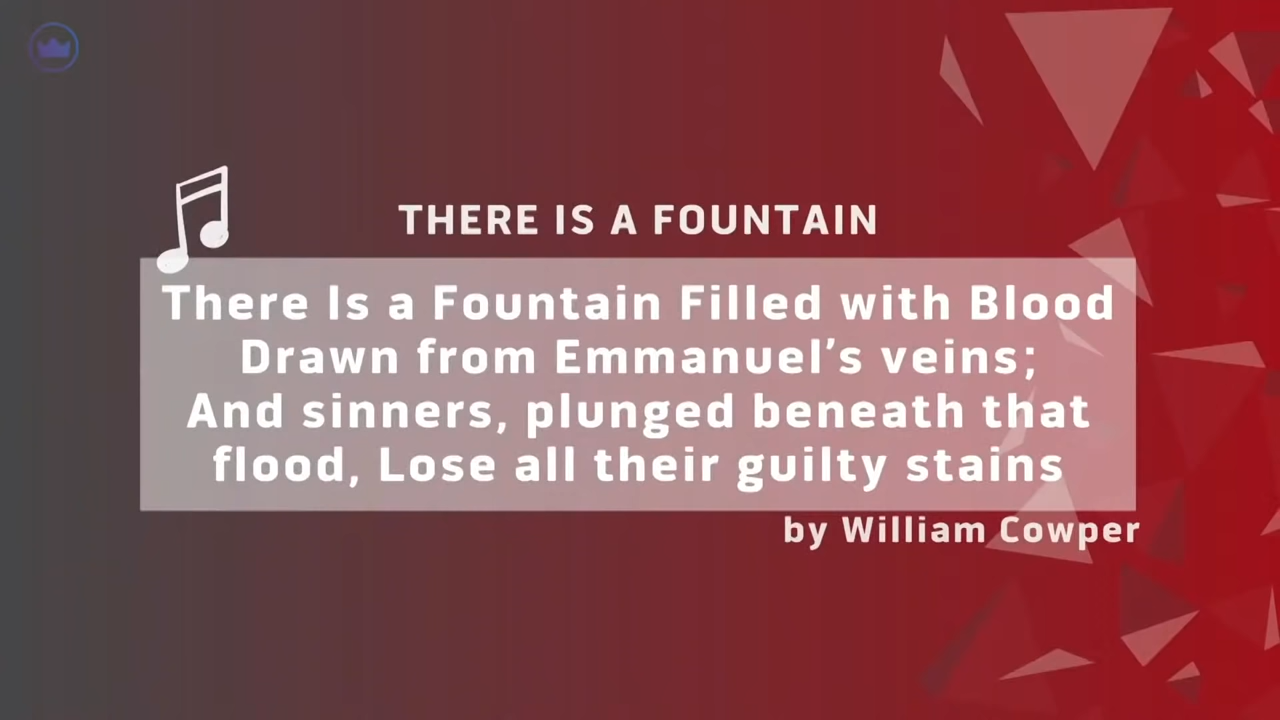 THERE IS A FOUNTAIN
There Is a Fountain Filled with Blood
Drawn from Emmanuel’s veins;
And sinners, plunged beneath that
flood, Lose all their guilty stains
by William Cowper